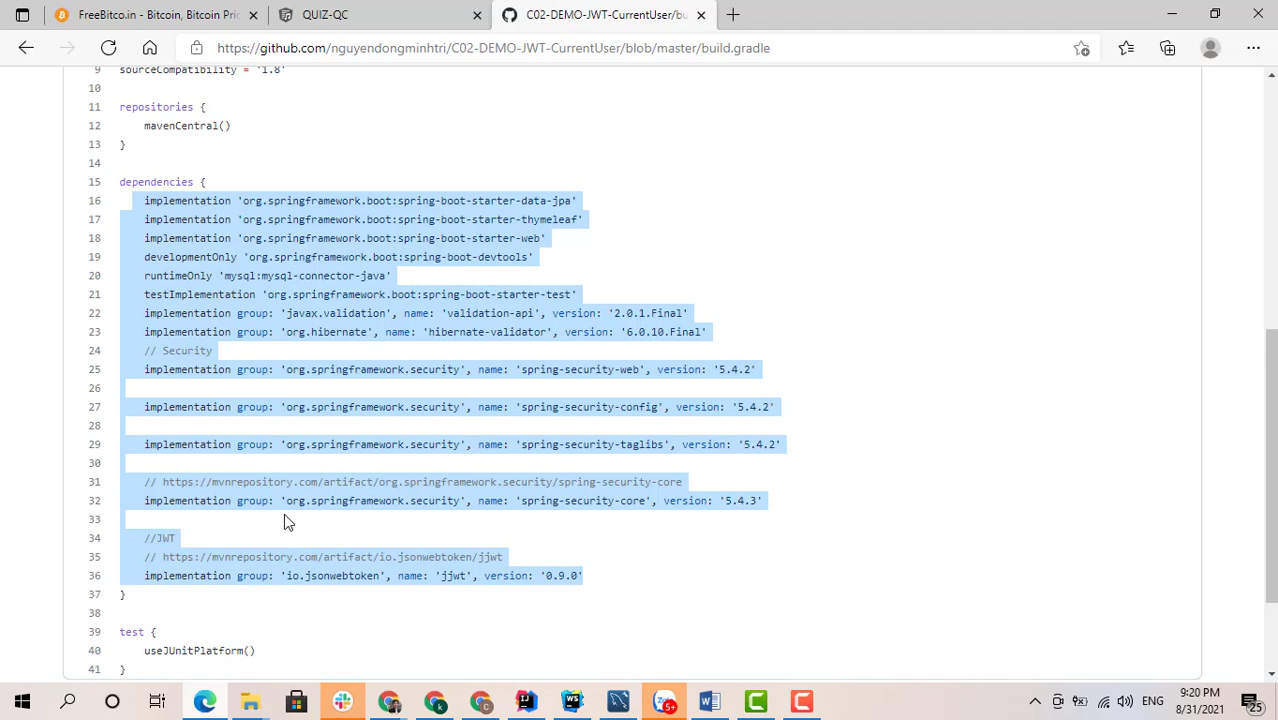 FreeBitco.in - Bitcoin, Bitcoin Pri
QUIZ-QC
C02-DEMO-JWT-CurrentUser/bu
https://github.com/nguyendongminhtri/C02-DEMO-JWT-CurrentUser/blob/master/build.gradle
9 sourceCompatibility = '1.8'
10
11 repositories {
12 mavenCentral()
13 }
14
15 dependencies {
16 implementation 'org.springframework.boot:spring-boot-starter-data-jpa'
17 implementation 'org.springframework.boot:spring-boot-starter-thymeleaf'
18 implementation 'org.springframework.boot:spring-boot-starter-web'
19 developmentOnly 'org.springframework.boot:spring-boot-devtools'
20 runtimeOnly 'mysql:mysql-connector-java'
21 testImplementation 'org.springframework.boot:spring-boot-starter-test'
22 implementation group: 'javax.validation', name: 'validation-api', version: '2.0.1.Final'
23 implementation group: 'org.hibernate', name: 'hibernate-validator', version: '6.0.10.Final'
24 // Security
25 implementation group: 'org.springframework.security', name: 'spring-security-web', version: '5.4.2'
26
27 implementation group: 'org.springframework.security', name: 'spring-security-config', version: '5.4.2'
28
29 implementation group: 'org.springframework.security', name: 'spring-security-taglibs', version: '5.4.2'
30
31 // https://mvnrepository.com/artifact/org.springframework.security/spring-security-core
32 implementation group: 'org.springframework.security', name: 'spring-security-core', version: '5.4.3'
33
34 //JWT
35 // https://mvnrepository.com/artifact/io.jsonwebtoken/jjwt
36 implementation group: 'io.jsonwebtoken', name: 'jjwt', version: '0.9.0'
37 }
38
39 test {
40 useJUnitPlatform()
41 }
ENG
9:20 PM
8/31/2021
25